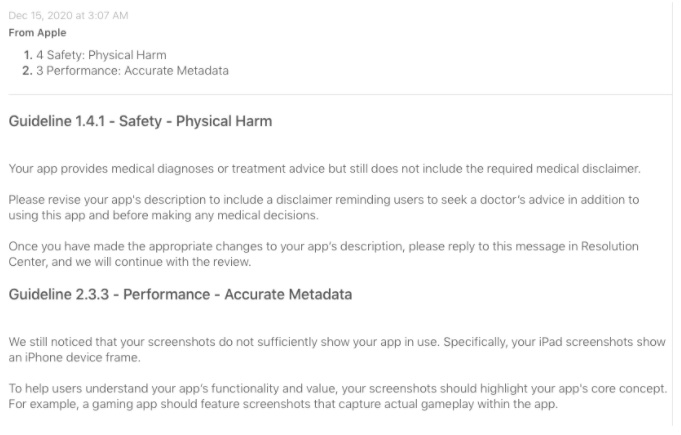 Dec 15, 2020 at 3:07 AM
From Apple
1. 4 Safety: Physical Harm
2. 3 Performance: Accurate Metadata
Guideline 1.4.1 - Safety - Physical Harm
Your app provides medical diagnoses or treatment advice but still does not include the required medical disclaimer.
Please revise your app's description to include a disclaimer reminding users to seek a doctor's advice in addition to
using this app and before making any medical decisions.
Once you have made the appropriate changes to your app's description, please reply to this message in Resolution
Center, and we will continue with the review.
Guideline 2.3.3 - Performance - Accurate Metadata
We still noticed that your screenshots do not sufficiently show your app in use. Specifically, your iPad screenshots show
an iPhone device frame.
To help users understand your app's functionality and value, your screenshots should highlight your app's core concept.
For example, a gaming app should feature screenshots that capture actual gameplay within the app.